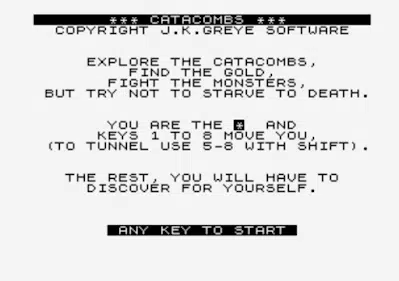 *** CATACOMBS ***
COPYRIGHT J.K.GREYE SOFTWARE
EXPLORE THE CATACOMBS,
FIND THE GOLD,
FIGHT THE MONSTERS,
BUT TRY NOT TO STARVE TO DEATH.
YOU ARE THE * AND
KEYS 1 TO 8 MOVE YOU,
(TO TUNNEL USE 5-8 WITH SHIFT).
THE REST, YOU WILL HAVE TO
DISCOVER FOR YOURSELF.
ANY KEY TO START